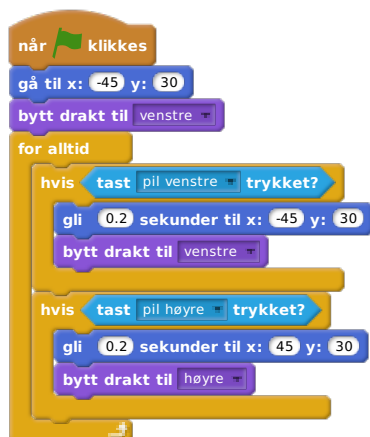 når klikkes
gå til x: -45 y: 30
bytt drakt til venstre
for alltid
hvis tast pil venstre trykket?
gli 0.2 sekunder til x: -45 y: 30
bytt drakt til venstre
hvis tast pil høyre trykket?
gli 0.2 sekunder til x: 45 y: 30
bytt drakt til høyre